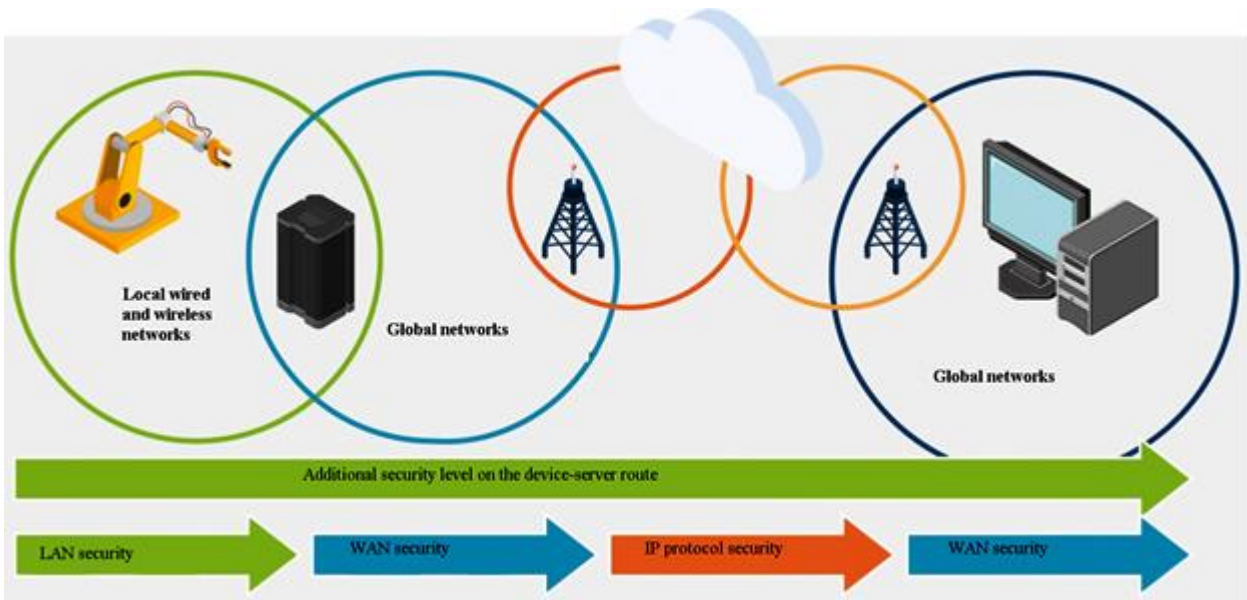 Local wired
and wireless
networks
Global networks
Global networks
Additional security level on the device-server route
LAN security
WAN security
IP protocol security
WAN security